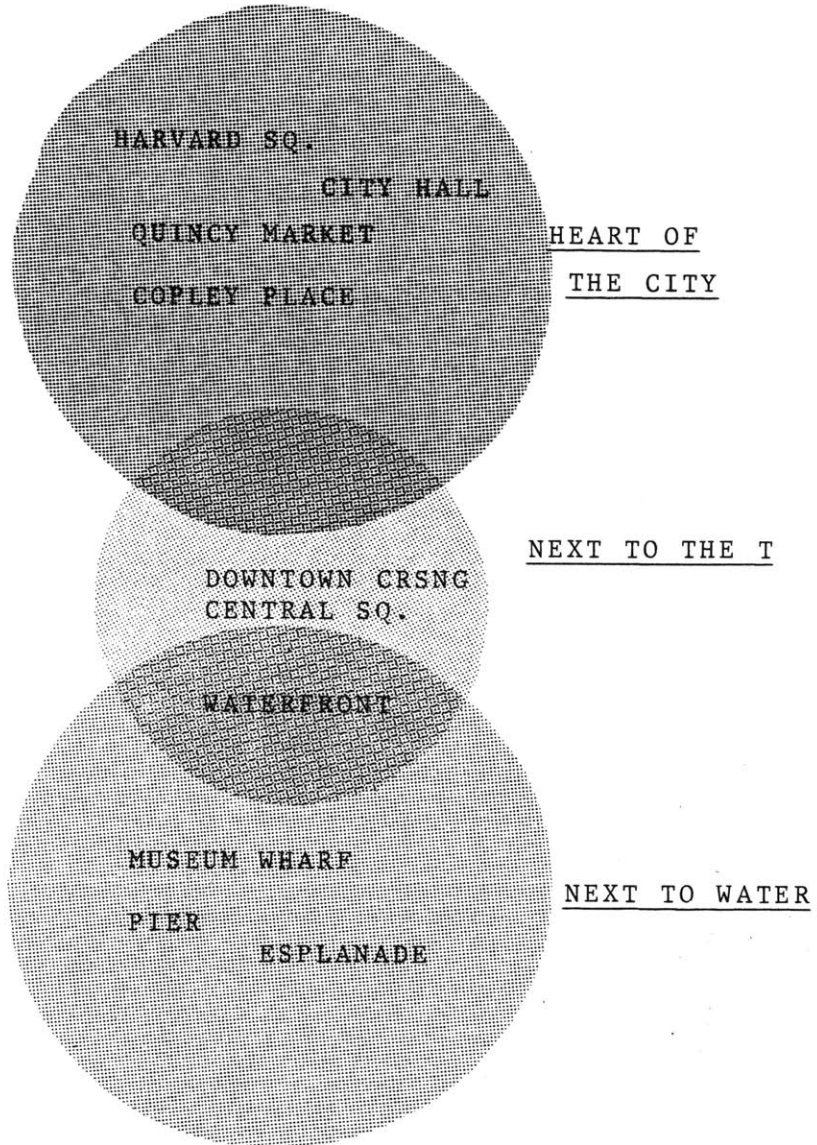 HARVARD SQ.
CITY HALL
QUINCY MARKET
COPLEY PLACE
HEART OF
THE CITY
NEXT TO THE T
DOWNTOWN CRSNG
CENTRAL SQ.
WATERFRONT
MUSEUM WHARF
PIER
ESPLANADE
NEXT TO WATER